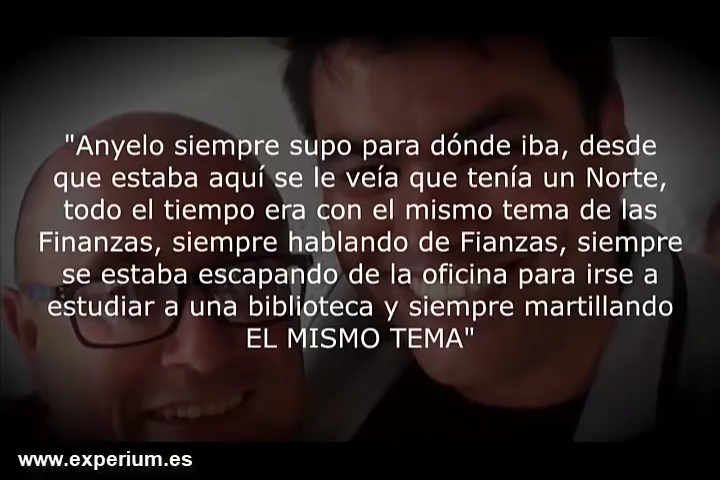 "Anyelo siempre supo para dónde iba, desde
que estaba aquí se le veía que tenía un Norte,
todo el tiempo era con el mismo tema de las
Finanzas, siempre hablando de Fianzas, siempre
se estaba escapando de la oficina para irse a
estudiar a una biblioteca y siempre martillando
EL MISMO TEMA"
www.experium.es